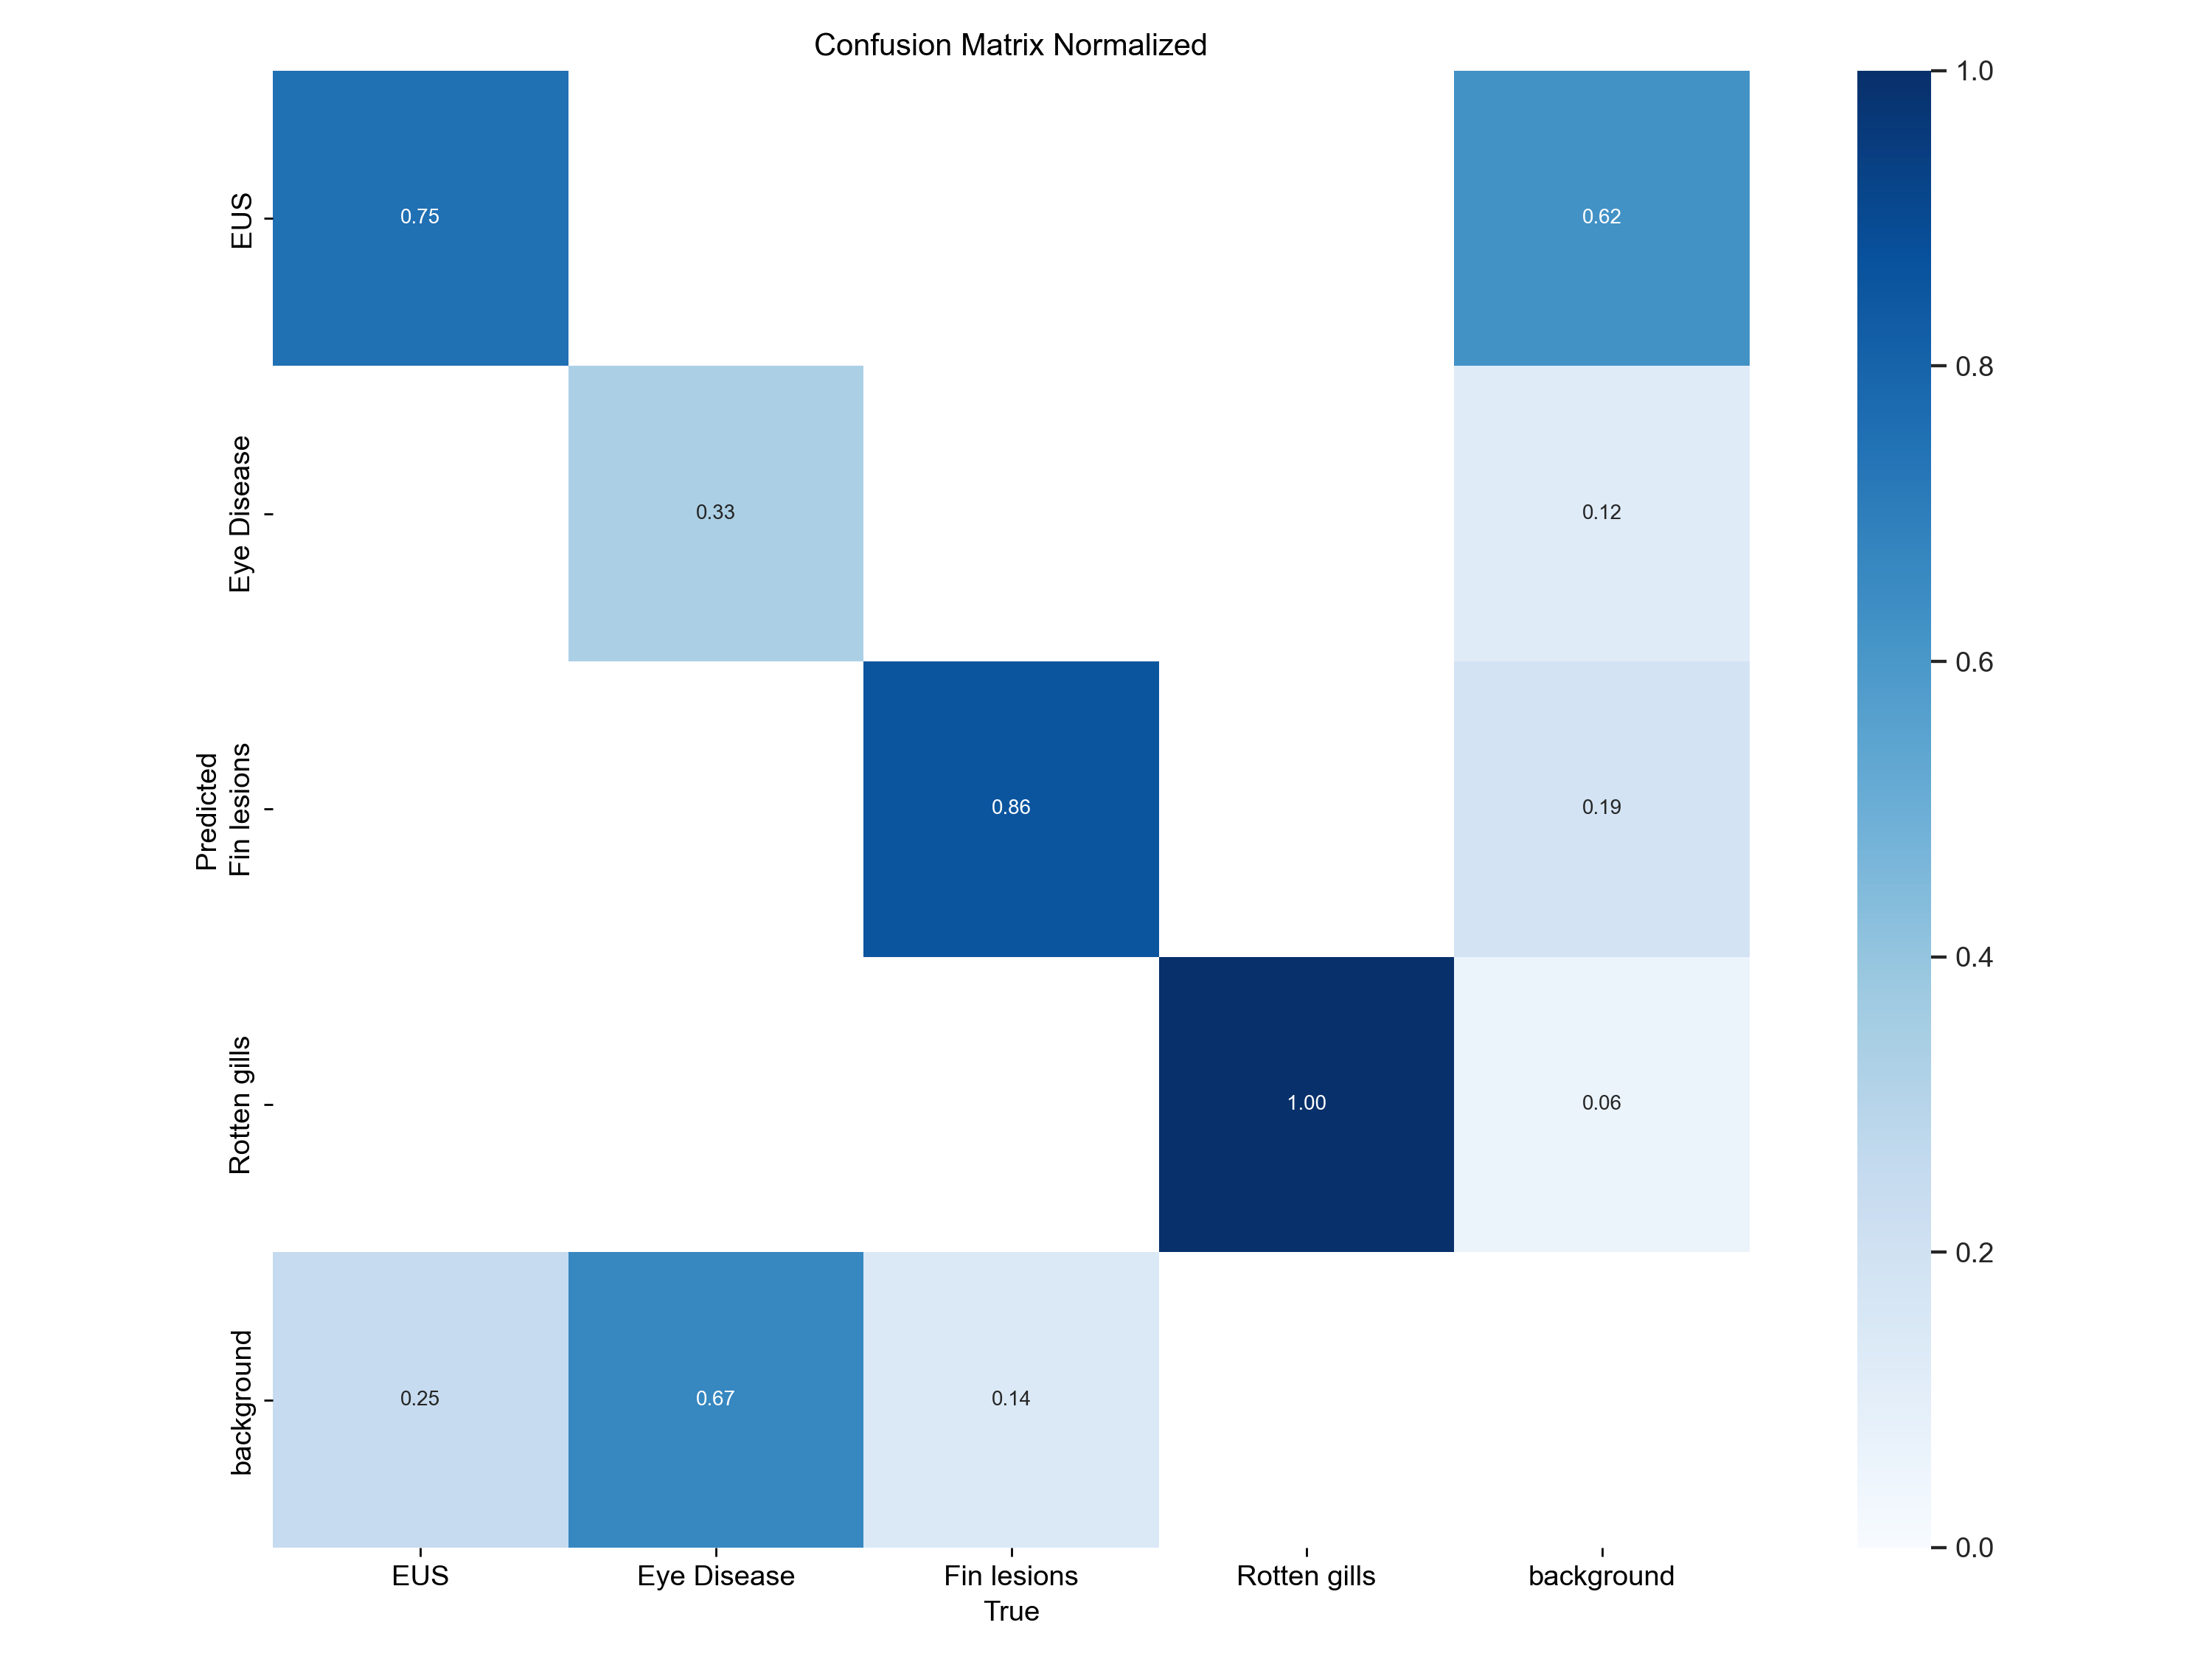 Confusion Matrix Normalized
1.0
EUS
0.75
0.62
0.8
Eye Disease
0.33
0.12
0.6
Predicted
Fin lesions
0.86
0.19
0.4
Rotten gills
1.00
0.06
0.2
background
0.25
0.67
0.14
0.0
EUS
Eye Disease
Fin lesions
Rotten gills
background
True